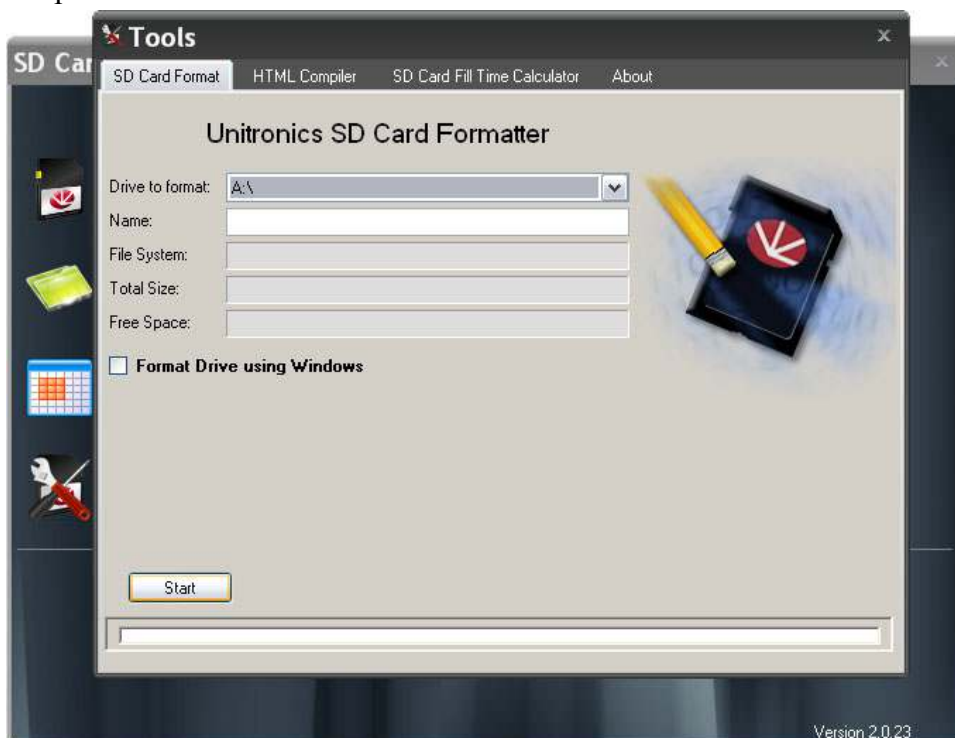 Tools
SD Car
SD Card Format HTML Compiler SD Card Fill Time Calculator About
Unitronics SD Card Formatter
Drive to format: A:\
Name:
File System:
Total Size:
Free Space:
Format Drive using Windows
Start
Version 2.0.23